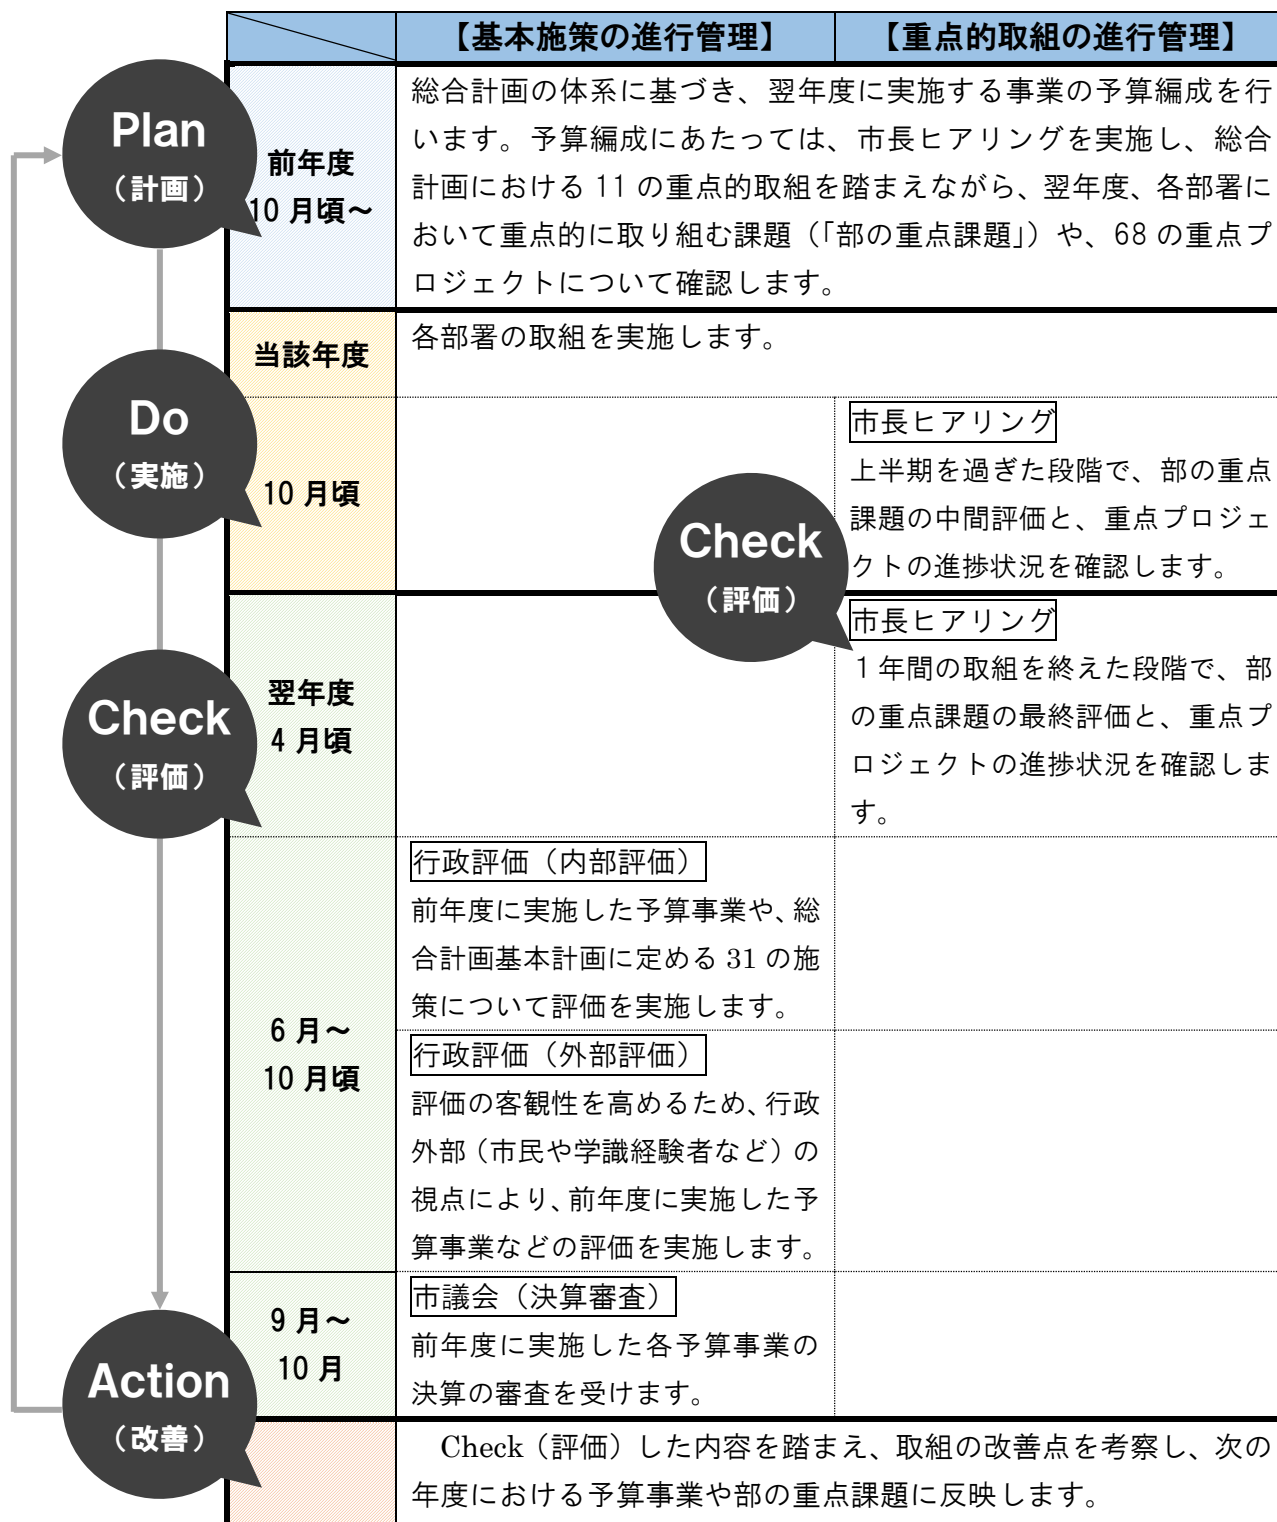 【基本施策の進行管理】 【重点的取組の進行管理】
Plan
（計画）
前年度
10 月頃～
総合計画の体系に基づき、翌年度に実施する事業の予算編成を行
います。予算編成にあたっては、市長ヒアリングを実施し、総合
計画における 11 の重点的取組を踏まえながら、翌年度、各部署に
おいて重点的に取り組む課題（「部の重点課題」）や、68 の重点プ
ロジェクトについて確認します。
Do
（実施）
当該年度
各部署の取組を実施します。
10 月頃
Check
（評価）
市長ヒアリング
上半期を過ぎた段階で、部の重点
課題の中間評価と、重点プロジェ
クトの進捗状況を確認します。
Check
（評価）
翌年度
4 月頃
市長ヒアリング
１年間の取組を終えた段階で、部
の重点課題の最終評価と、重点プ
ロジェクトの進捗状況を確認しま
す。
6 月～
10 月頃
行政評価（内部評価）
前年度に実施した予算事業や、総
合計画基本計画に定める 31 の施
策について評価を実施します。
行政評価（外部評価）
評価の客観性を高めるため、行政
外部（市民や学識経験者など）の
視点により、前年度に実施した予
算事業などの評価を実施します。
9 月～
10 月
市議会（決算審査）
前年度に実施した各予算事業の
決算の審査を受けます。
Action
（改善）
Check（評価）した内容を踏まえ、取組の改善点を考察し、次の
年度における予算事業や部の重点課題に反映します。